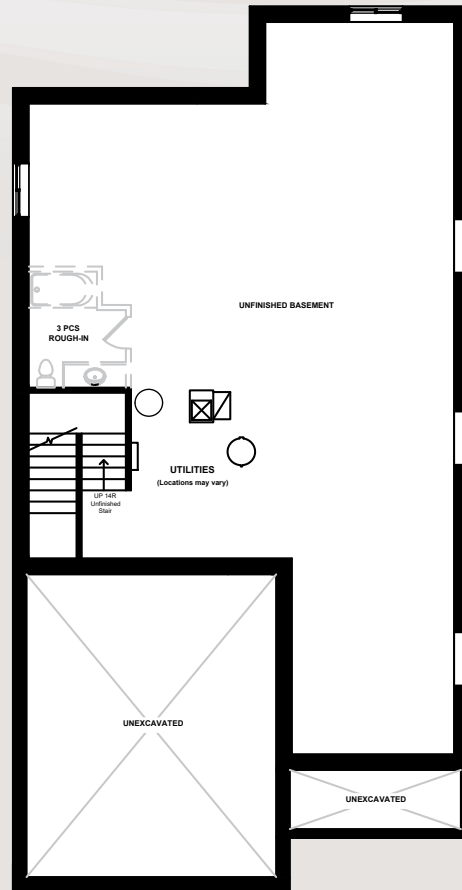 UNFINISHED BASEMENT
3 PCS
ROUGH-IN
UTILITIES
(Locations may vary)
UP 14R
Unfinished
Stair
UNEXCAVATED
UNEXCAVATED